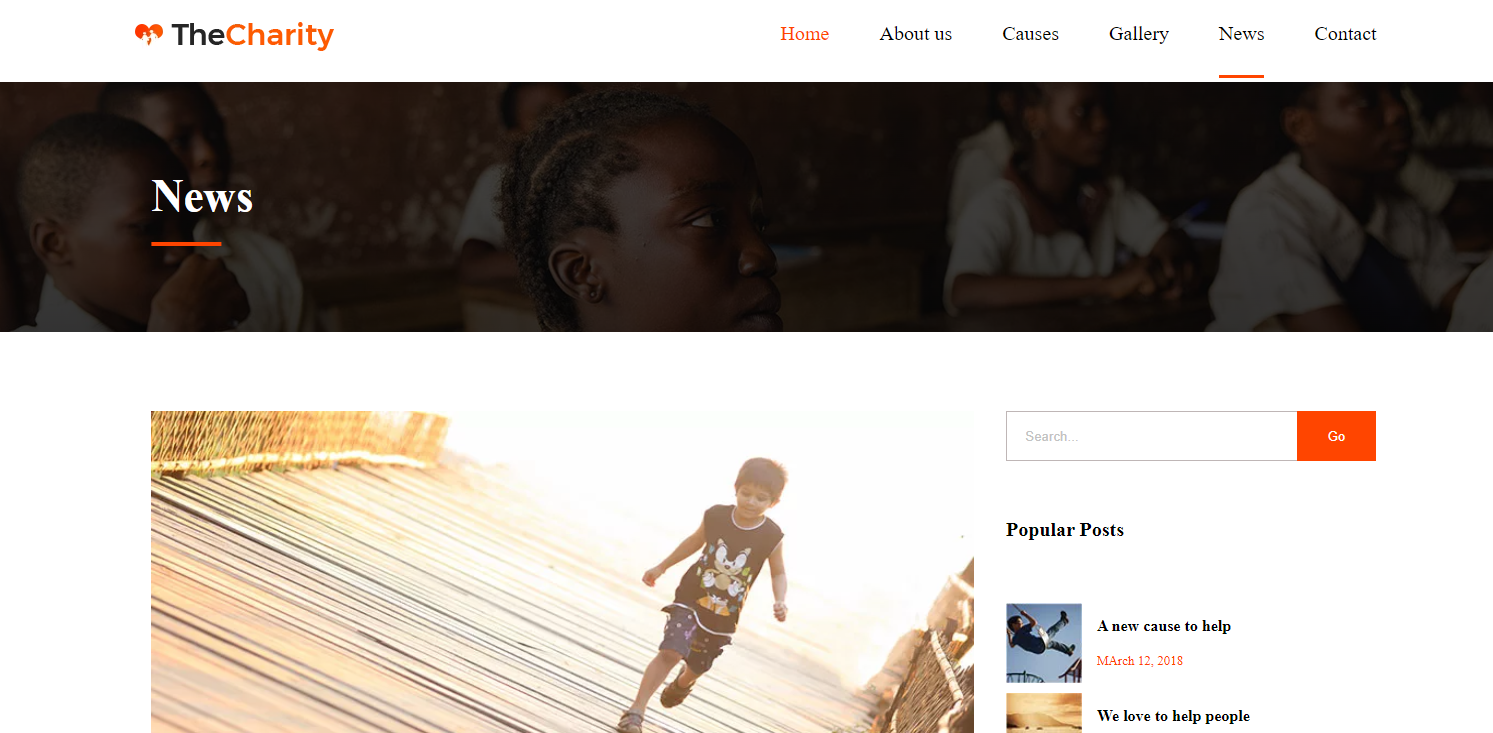 TheCharity
Home About us Causes Gallery News Contact
News
Search...
Go
Popular Posts
A new cause to help
MArch 12, 2018
We love to help people